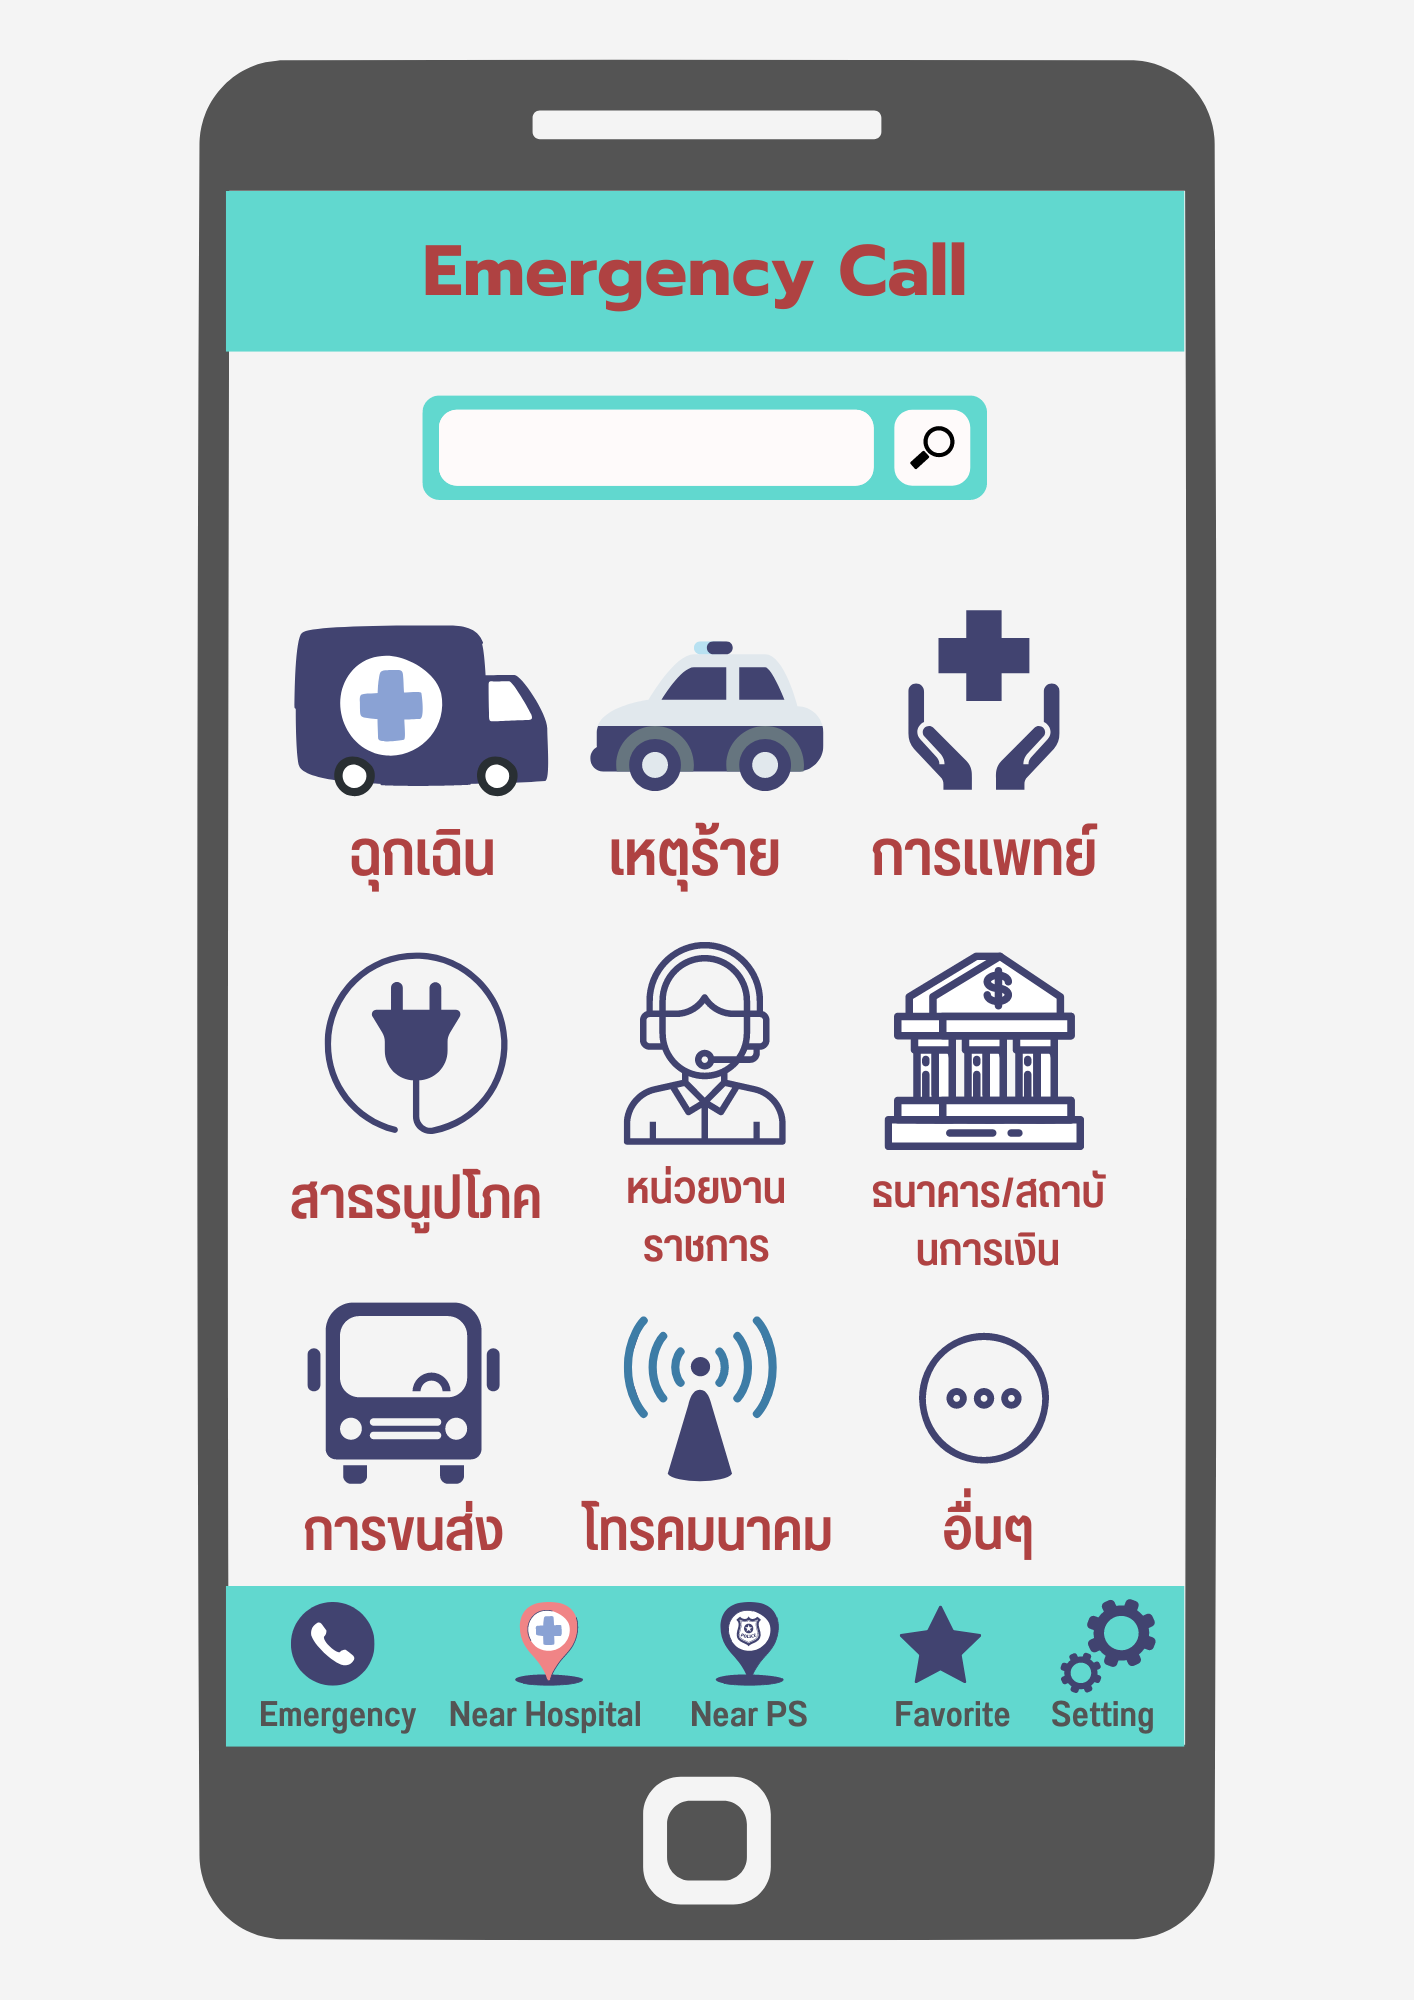 Emergency Call
ฉุกเฉิน
เหตุร้าย
การแพทย์
สารธรนูปโภค
หน่วยงาน
ราชการ
ธนาคาร/สถาบั
นการเงิน
$
การขนส่ง
โทรคมนาคม
อื่นๆ
POLICE
Emergency
Near Hospital
Near PS
Favorite
Setting